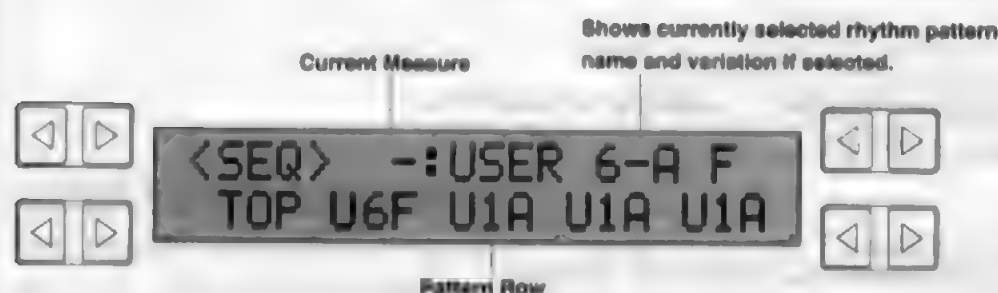 Shows currently selected rhythm pattern
name and variation if selected.
Current Measure
<SEQ> -:USER 6-A F
TOP U6F U1A U1A U1A
Pattern Row